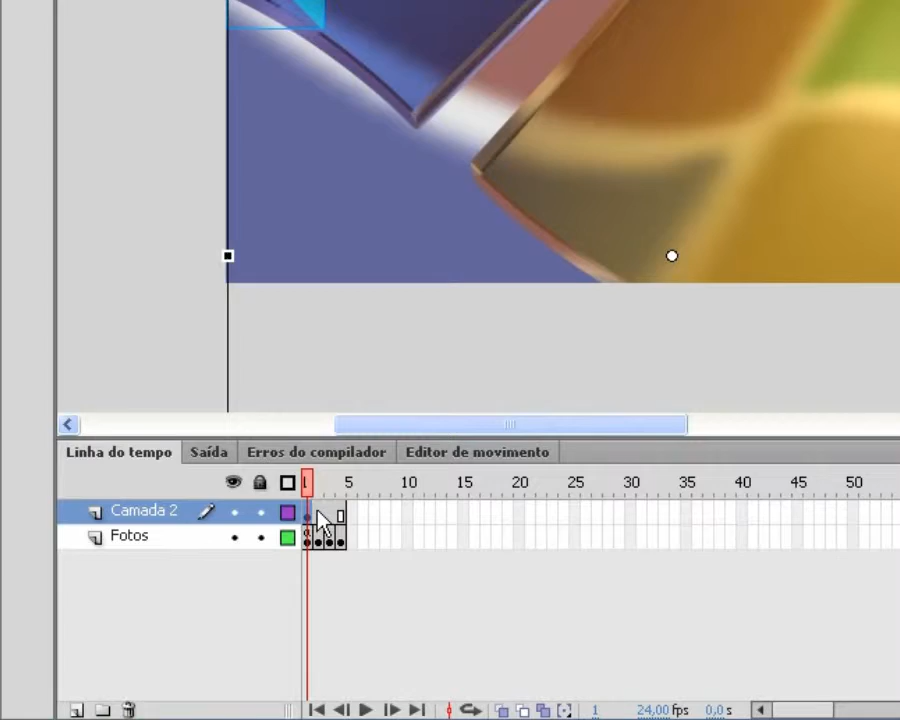 Linha do tempo Saída Erros do compilador Editor de movimento
1 5 10 15 20 25 30 35 40 45 50
Camada 2
Fotos
1 24,00 fps 0,0 s